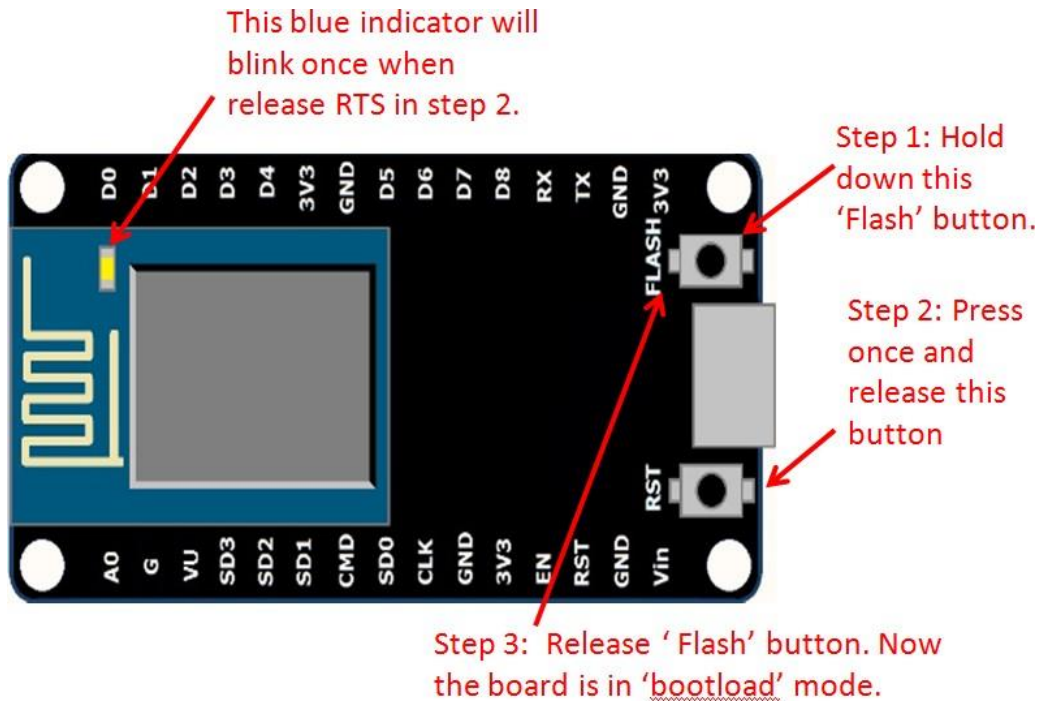 This blue indicator will
blink once when
release RTS in step 2.
Step 1: Hold
down this
‘Flash’ button.
D0 D1 D2 D3 D4 3V3 GND D5 D6 D7 D8 RX TX GND 3V3
FLASH
Step 2: Press
once and
release this
button
RST
A0 G VU SD3 SD2 SD1 CMD SD0 CLK GND 3V3 EN RST GND Vin
Step 3:  Release ‘ Flash’ button. Now
the board is in ‘bootload’ mode.